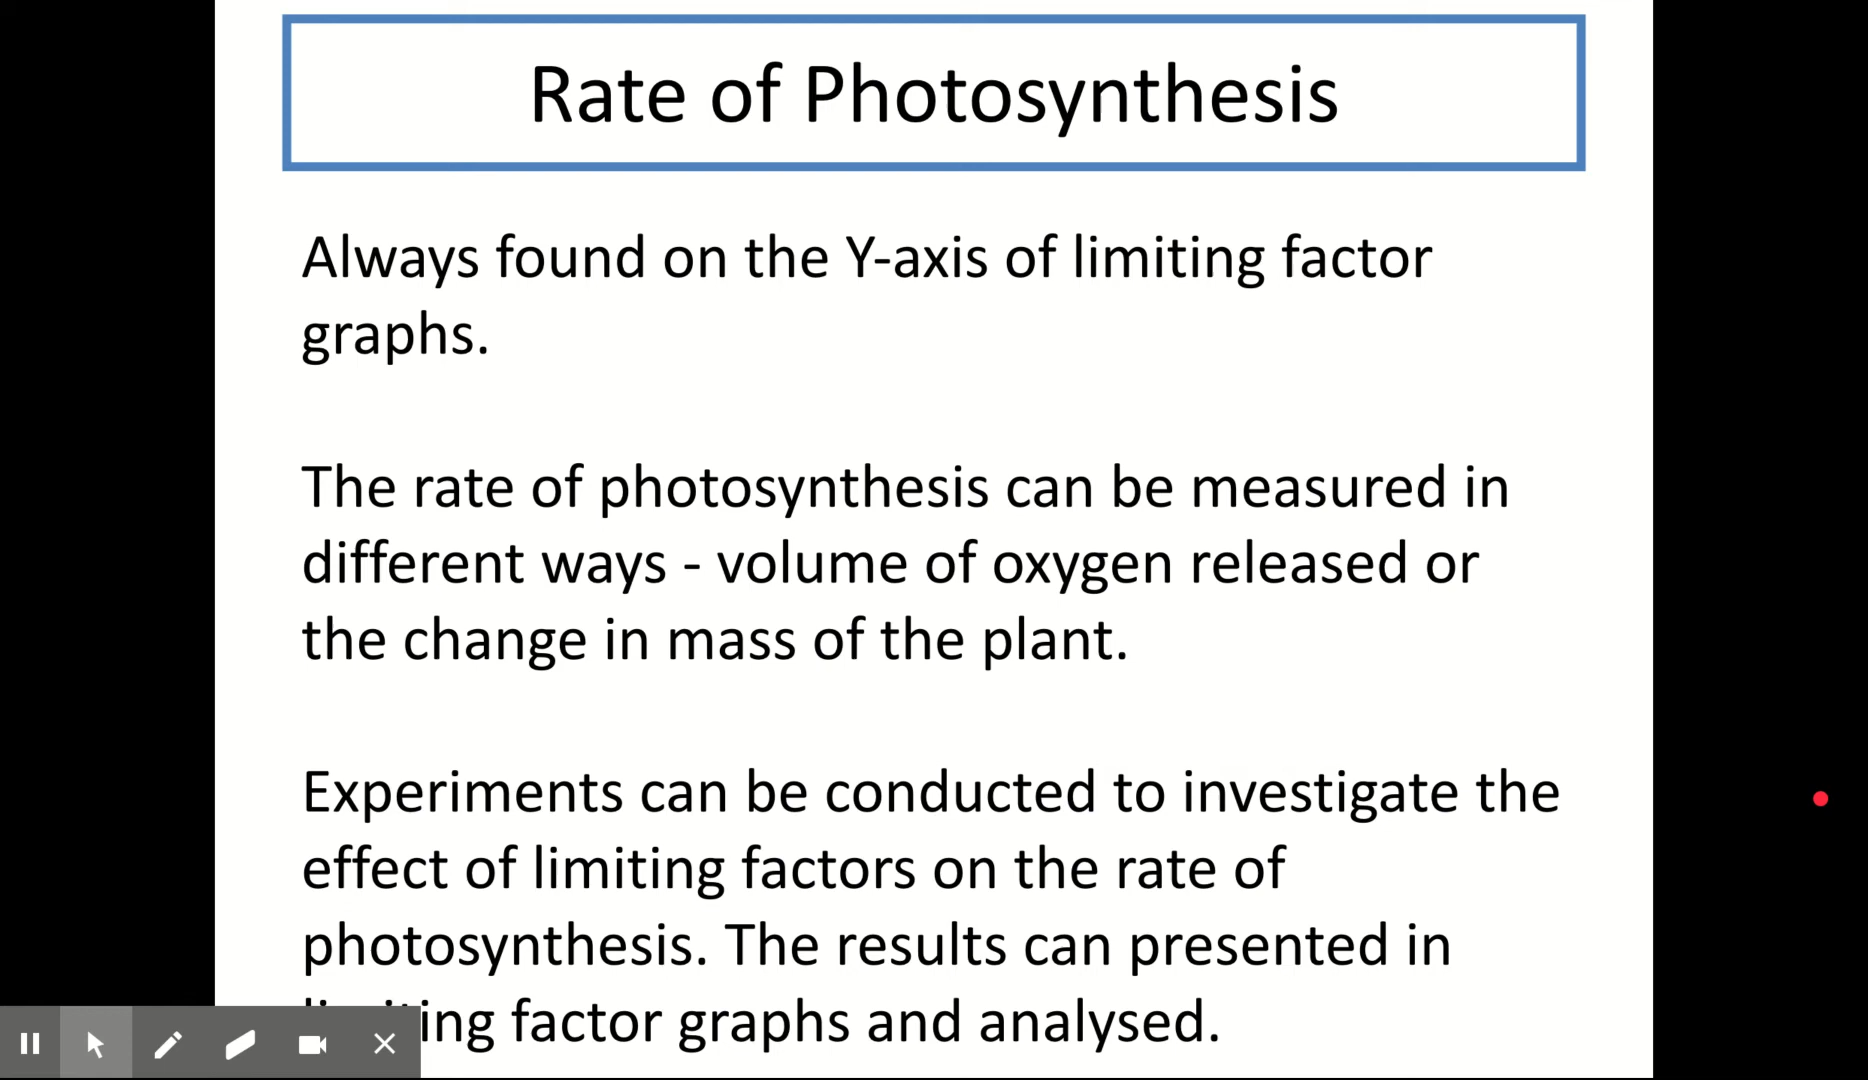 Rate of Photosynthesis
Always found on the Y-axis of limiting factor
graphs.
The rate of photosynthesis can be measured in
different ways - volume of oxygen released or
the change in mass of the plant.
Experiments can be conducted to investigate the
effect of limiting factors on the rate of
photosynthesis. The results can presented in
limiting factor graphs and analysed.